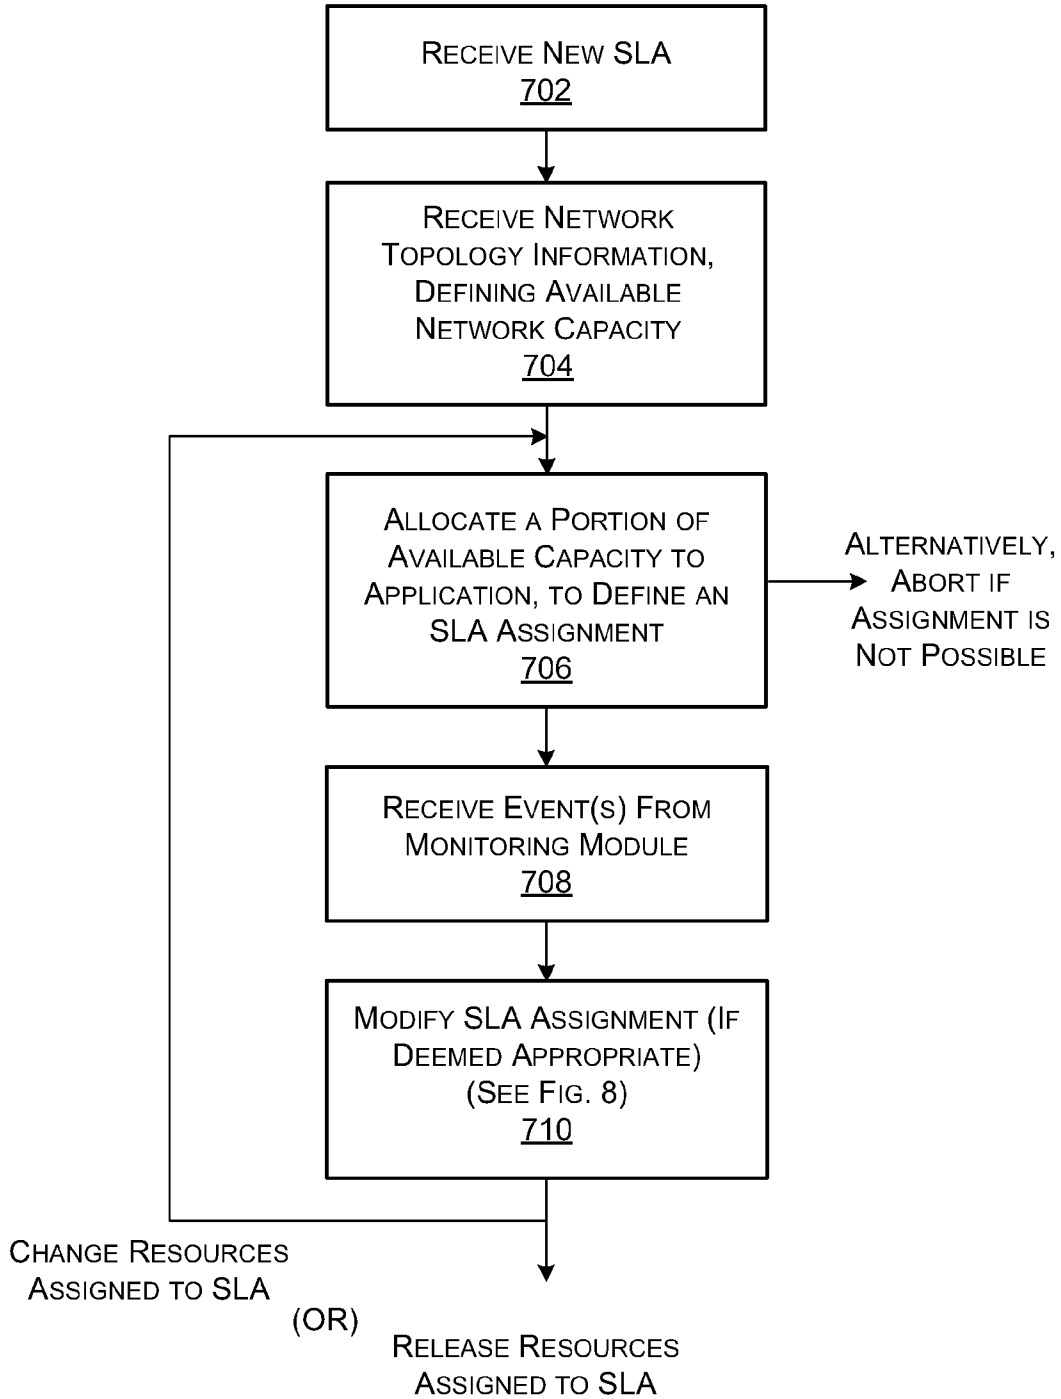 RECEIVE NEW SLA
702
RECEIVE NETWORK
TOPOLOGY INFORMATION,
DEFINING AVAILABLE
NETWORK CAPACITY
704
ALLOCATE A PORTION OF
AVAILABLE CAPACITY TO
APPLICATION, TO DEFINE AN
SLA ASSIGNMENT
706
ALTERNATIVELY,
ABORT IF
ASSIGNMENT IS
NOT POSSIBLE
RECEIVE EVENT(S) FROM
MONITORING MODULE
708
MODIFY SLA ASSIGNMENT (IF
DEEMED APPROPRIATE)
(SEE FIG. 8)
710
CHANGE RESOURCES
ASSIGNED TO SLA
(OR)
RELEASE RESOURCES
ASSIGNED TO SLA